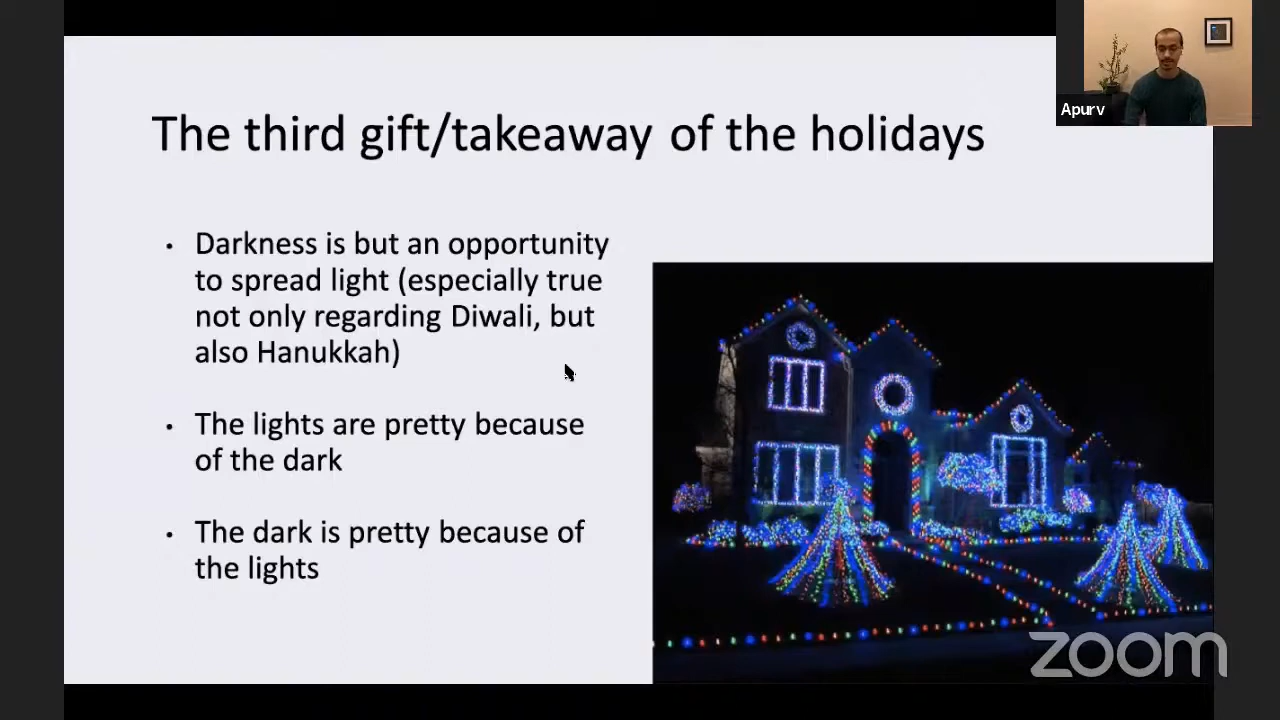 The third gift/takeaway of the holidays
Apurv
• Darkness is but an opportunity
to spread light (especially true
not only regarding Diwali, but
also Hanukkah)
• The lights are pretty because
of the dark
• The dark is pretty because of
the lights
zoom